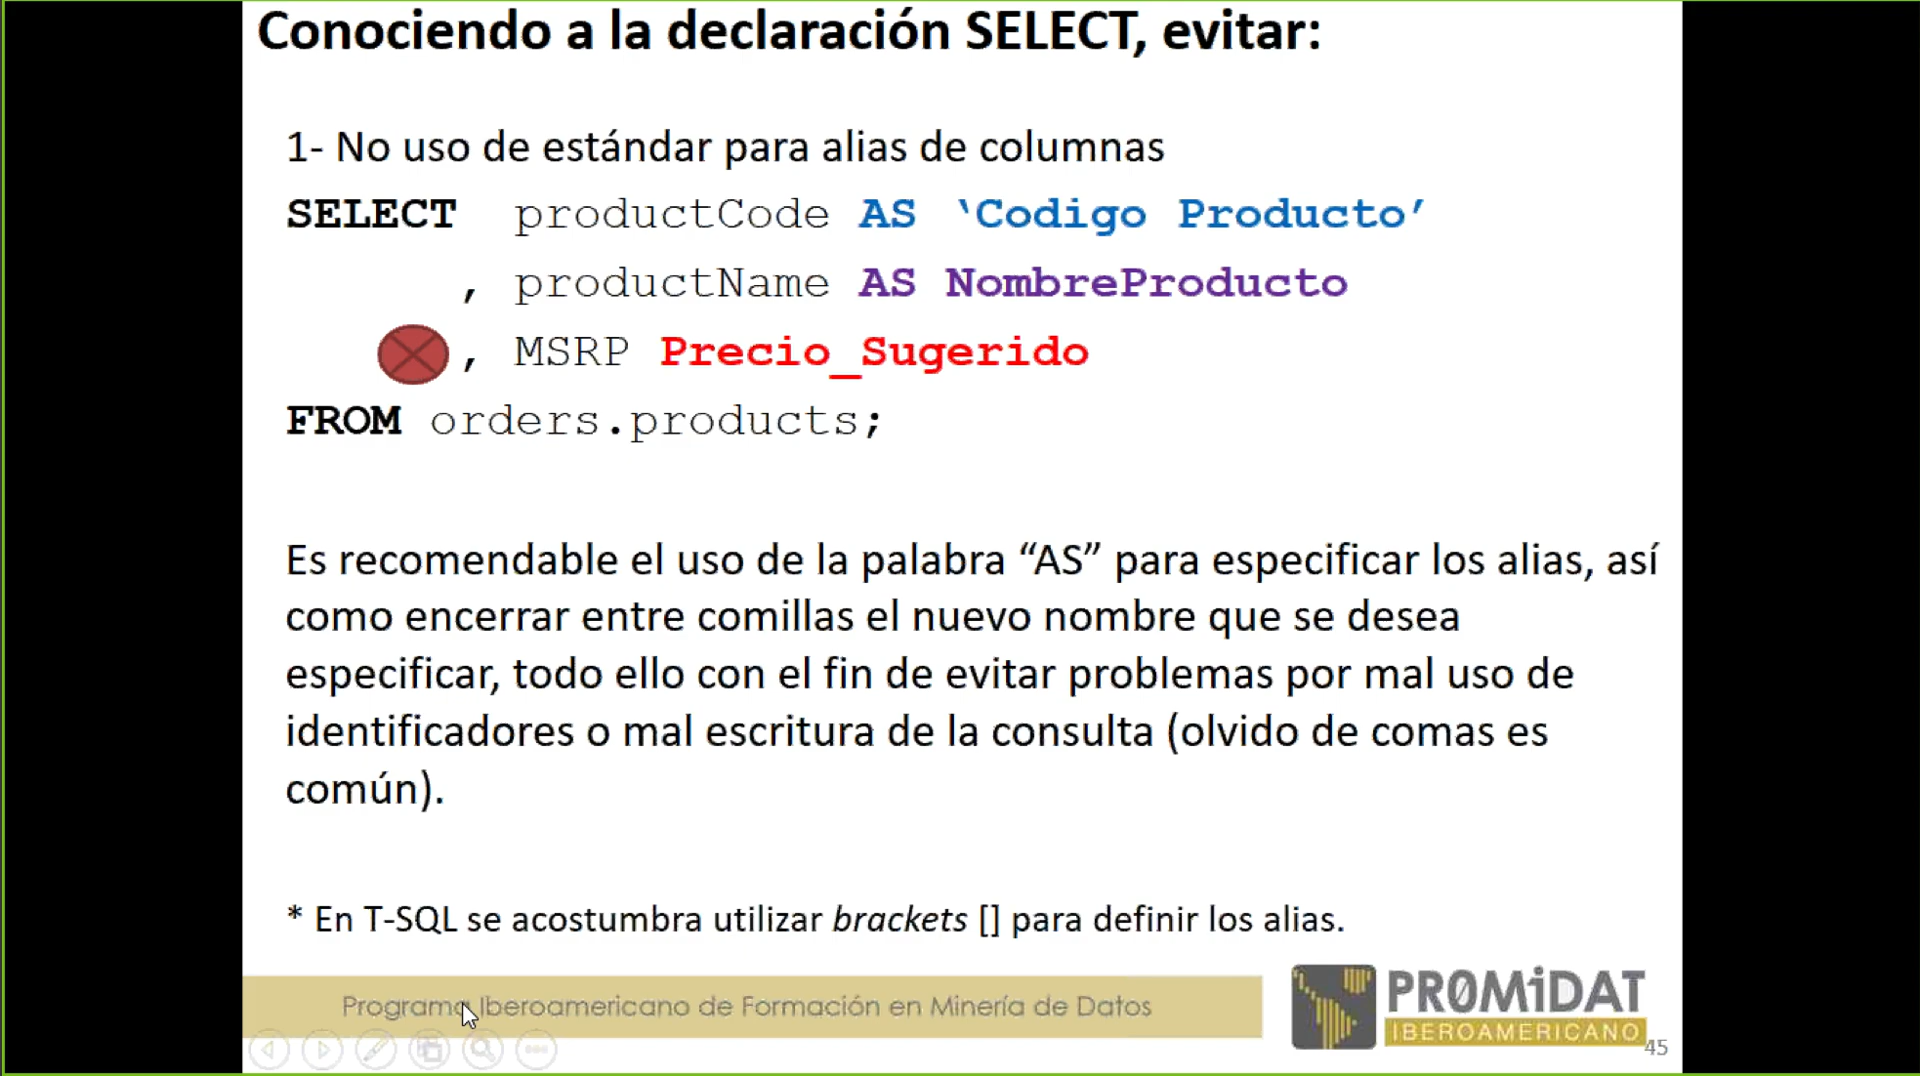 Conociendo a la declaración SELECT, evitar:
1- No uso de estándar para alias de columnas
SELECT productCode AS ‘Codigo Producto’
, productName AS NombreProducto
, MSRP Precio_Sugerido
FROM orders.products;
Es recomendable el uso de la palabra “AS” para especificar los alias, así
como encerrar entre comillas el nuevo nombre que se desea
especificar, todo ello con el fin de evitar problemas por mal uso de
identificadores o mal escritura de la consulta (olvido de comas es
común).
* En T-SQL se acostumbra utilizar brackets [] para definir los alias.
Programa Iberoamericano de Formación en Minería de Datos
PR0MiDAT
IBEROAMERICANO
45